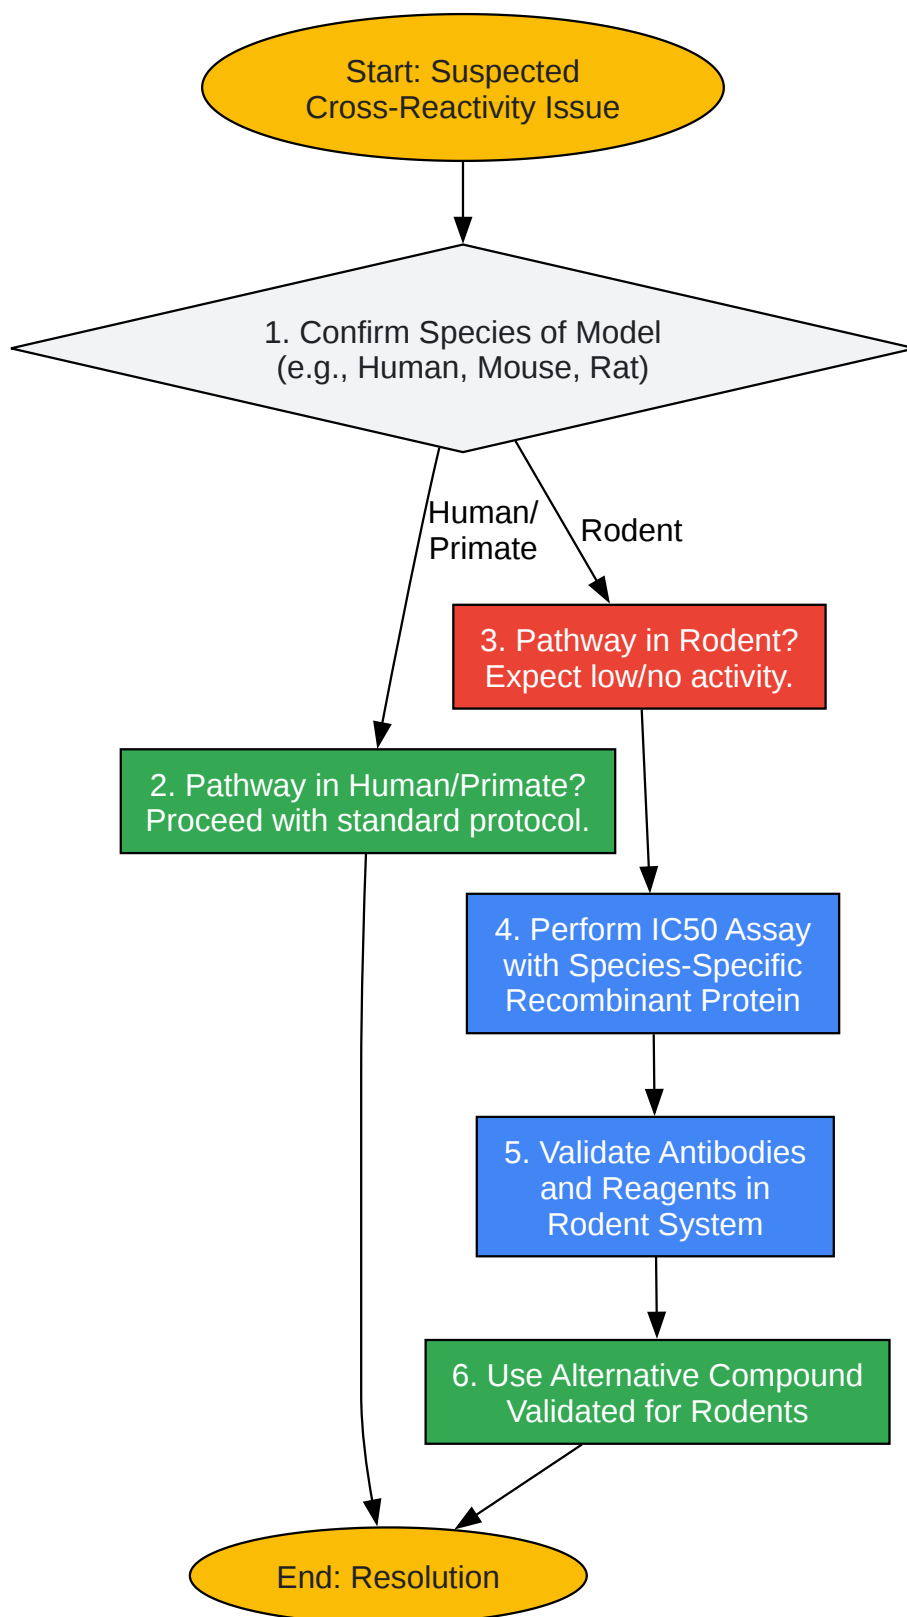 Start: Suspected
Cross-Reactivity Issue
1. Confirm Species of Model
(e.g., Human, Mouse, Rat)
Human/
Primate
Rodent
3. Pathway in Rodent?
Expect low/no activity.
2. Pathway in Human/Primate?
Proceed with standard protocol.
4. Perform IC50 Assay
with Species-Specific
Recombinant Protein
5. Validate Antibodies
and Reagents in
Rodent System
6. Use Alternative Compound
Validated for Rodents
End: Resolution